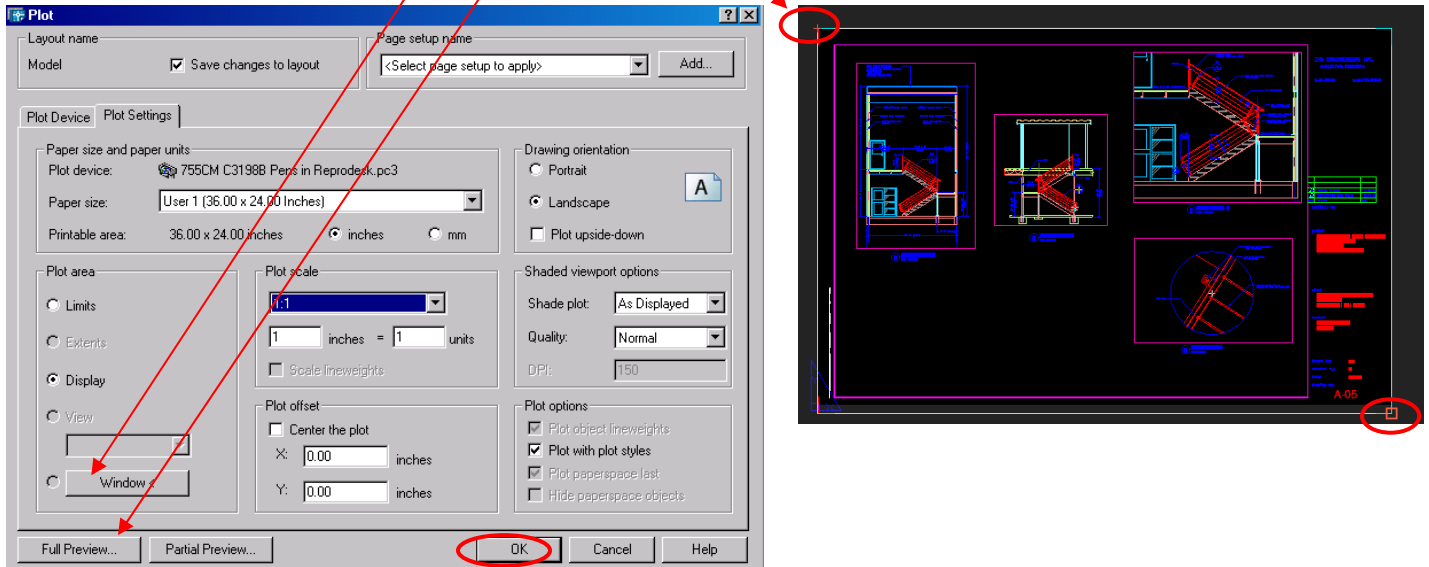 Plot
Layout name
Model
Save changes to layout
Page setup name
<Select page setup to apply>
Add...
Plot Device
Plot Settings
Paper size and paper units
Plot device:
755CM C3198B Pens in Reprodesk.pc3
Paper size:
User 1 (36.00 x 24.00 Inches)
Printable area:
36.00 x 24.00 inches
inches
mm
Drawing orientation
Portrait
Landscape
Plot upside-down
A
Plot area
Limits
Extents
Display
View
Window <
Plot scale
1:1
1 inches = 1 units
Scale lineweights
Plot offset
Center the plot
X: 0.00 inches
Y: 0.00 inches
Shaded viewport options
Shade plot: As Displayed
Quality: Normal
DPI: 150
Plot options
Plot object lineweights
Plot with plot styles
Plot paperspace last
Hide paperspace objects
Full Preview...
Partial Preview...
OK
Cancel
Help
A-05